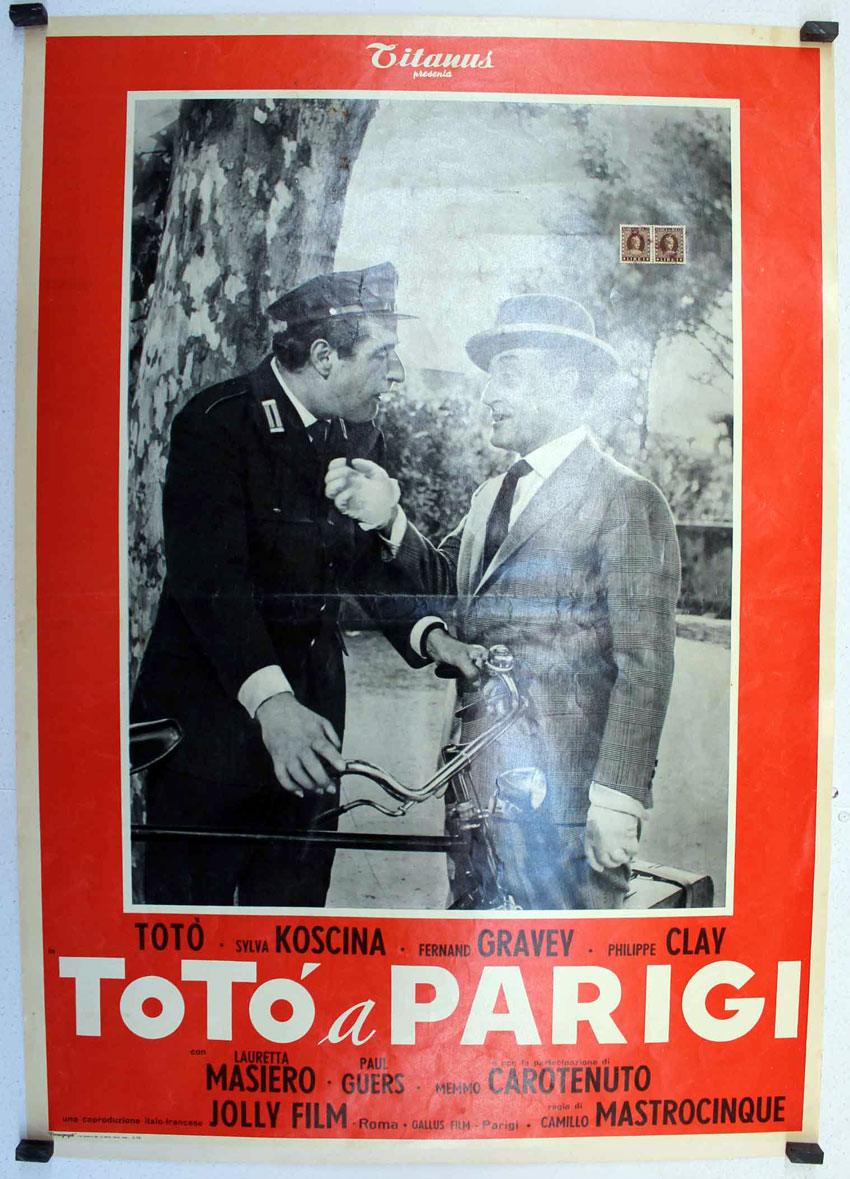 Titanus
presenta
TOTÒ · SYLVA KOSCINA · FERNAND GRAVEY · PHILIPPE CLAY
in
TOTÓ a PARIGI
con LAURETTA MASIERO · PAUL GUERS · e con la partecipazione di MEMMO CAROTENUTO
una coproduzione italo-francese JOLLY FILM - Roma - GALLUS FILM - Parigi - regia di CAMILLO MASTROCINQUE